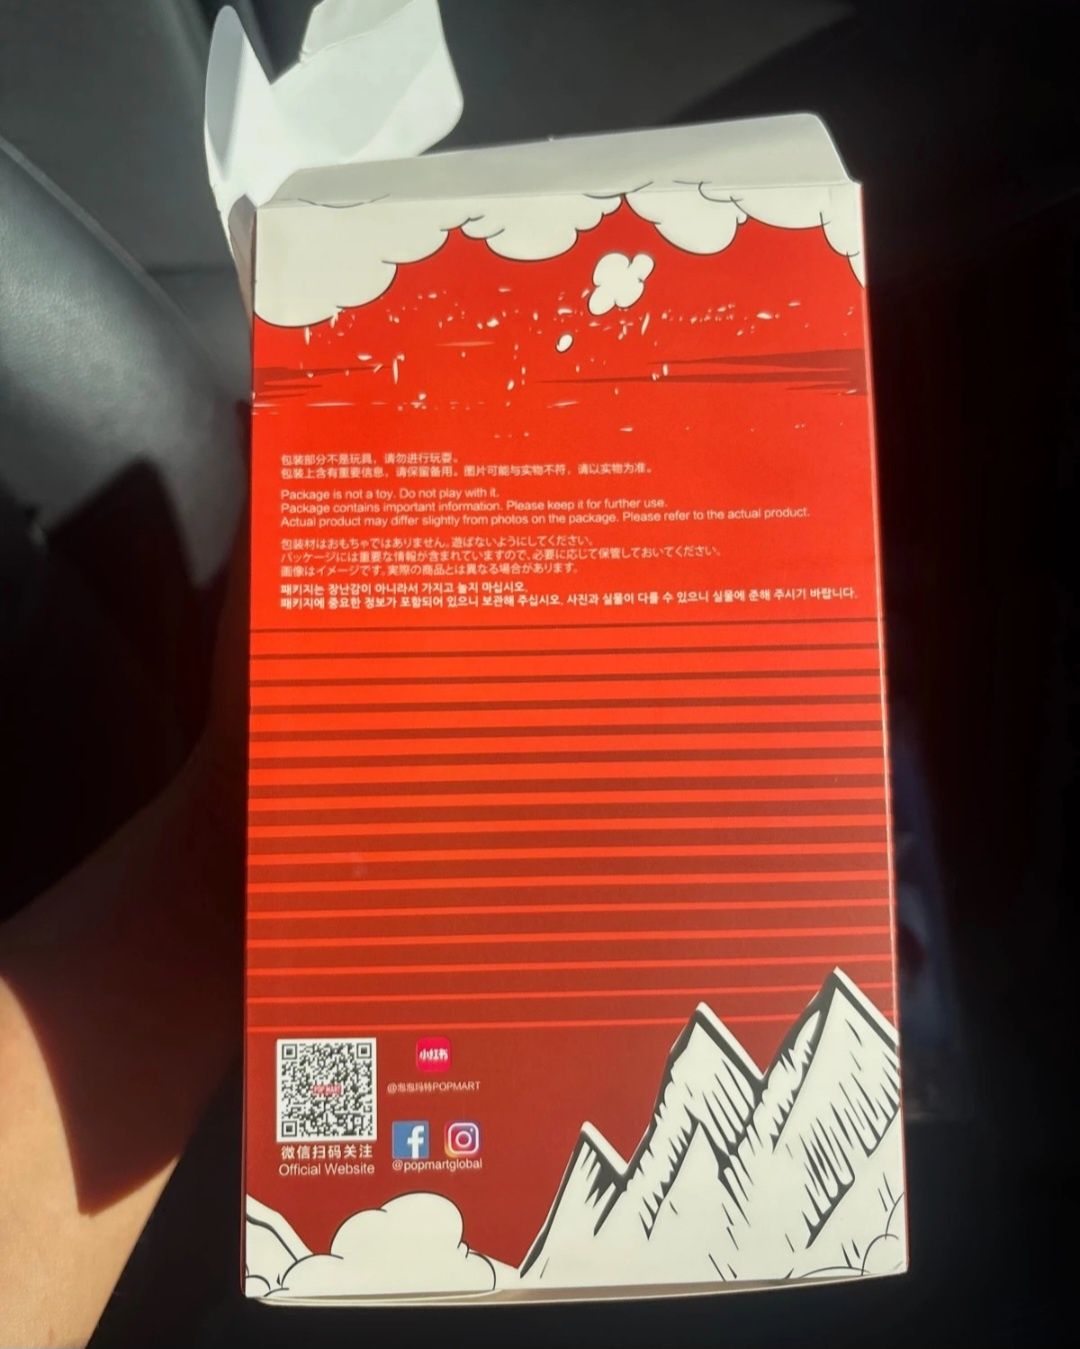 包装部分不是玩具，请勿进行玩耍。
包装上含有重要信息，请保留备用。图片可能与实物不符，请以实物为准。
Package is not a toy. Do not play with it.
Package contains important information. Please keep it for further use.
Actual product may differ slightly from photos on the package. Please refer to the actual product.
包装材はおもちゃではありません。遊ばないようにしてください。
パッケージには重要な情報が含まれていますので、必要に応じて保管しておいてください。
画像はイメージです。実際の商品とは異なる場合があります。
패키지는 장난감이 아니라서 가지고 놀지 마십시오.
패키지에 중요한 정보가 포함되어 있으니 보관해 주십시오. 사진과 실물이 다를 수 있으니 실물에 준해 주시기 바랍니다.
POP MART
微信扫码关注
Official Website
小红书
@泡泡玛特POPMART
@popmartglobal